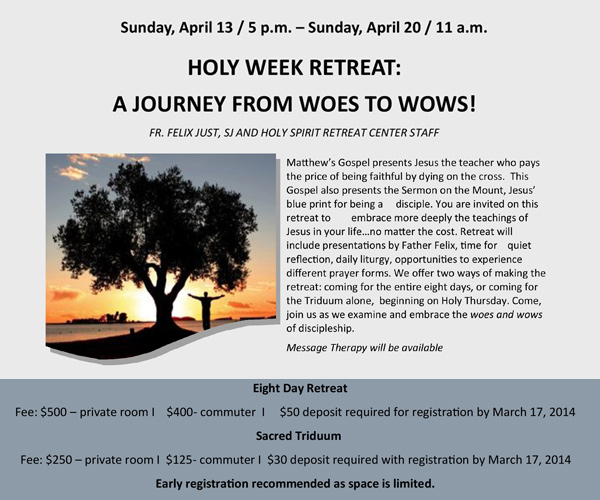 Sunday, April 13 / 5 p.m. – Sunday, April 20 / 11 a.m.
HOLY WEEK RETREAT:
A JOURNEY FROM WOES TO WOWS!
FR. FELIX JUST, SJ AND HOLY SPIRIT RETREAT CENTER STAFF
Matthew's Gospel presents Jesus the teacher who pays
the price of being faithful by dying on the cross. This
Gospel also presents the Sermon on the Mount, Jesus'
blue print for being a disciple. You are invited on this
retreat to embrace more deeply the teachings of
Jesus in your life…no matter the cost. Retreat will
include presentations by Father Felix, time for quiet
reflection, daily liturgy, opportunities to experience
different prayer forms. We offer two ways of making the
retreat: coming for the entire eight days, or coming for
the Triduum alone, beginning on Holy Thursday. Come,
join us as we examine and embrace the woes and wows
of discipleship.
Message Therapy will be available
Eight Day Retreat
Fee: $500 – private room l $400- commuter l $50 deposit required for registration by March 17, 2014
Sacred Triduum
Fee: $250 – private room l $125- commuter l $30 deposit required with registration by March 17, 2014
Early registration recommended as space is limited.